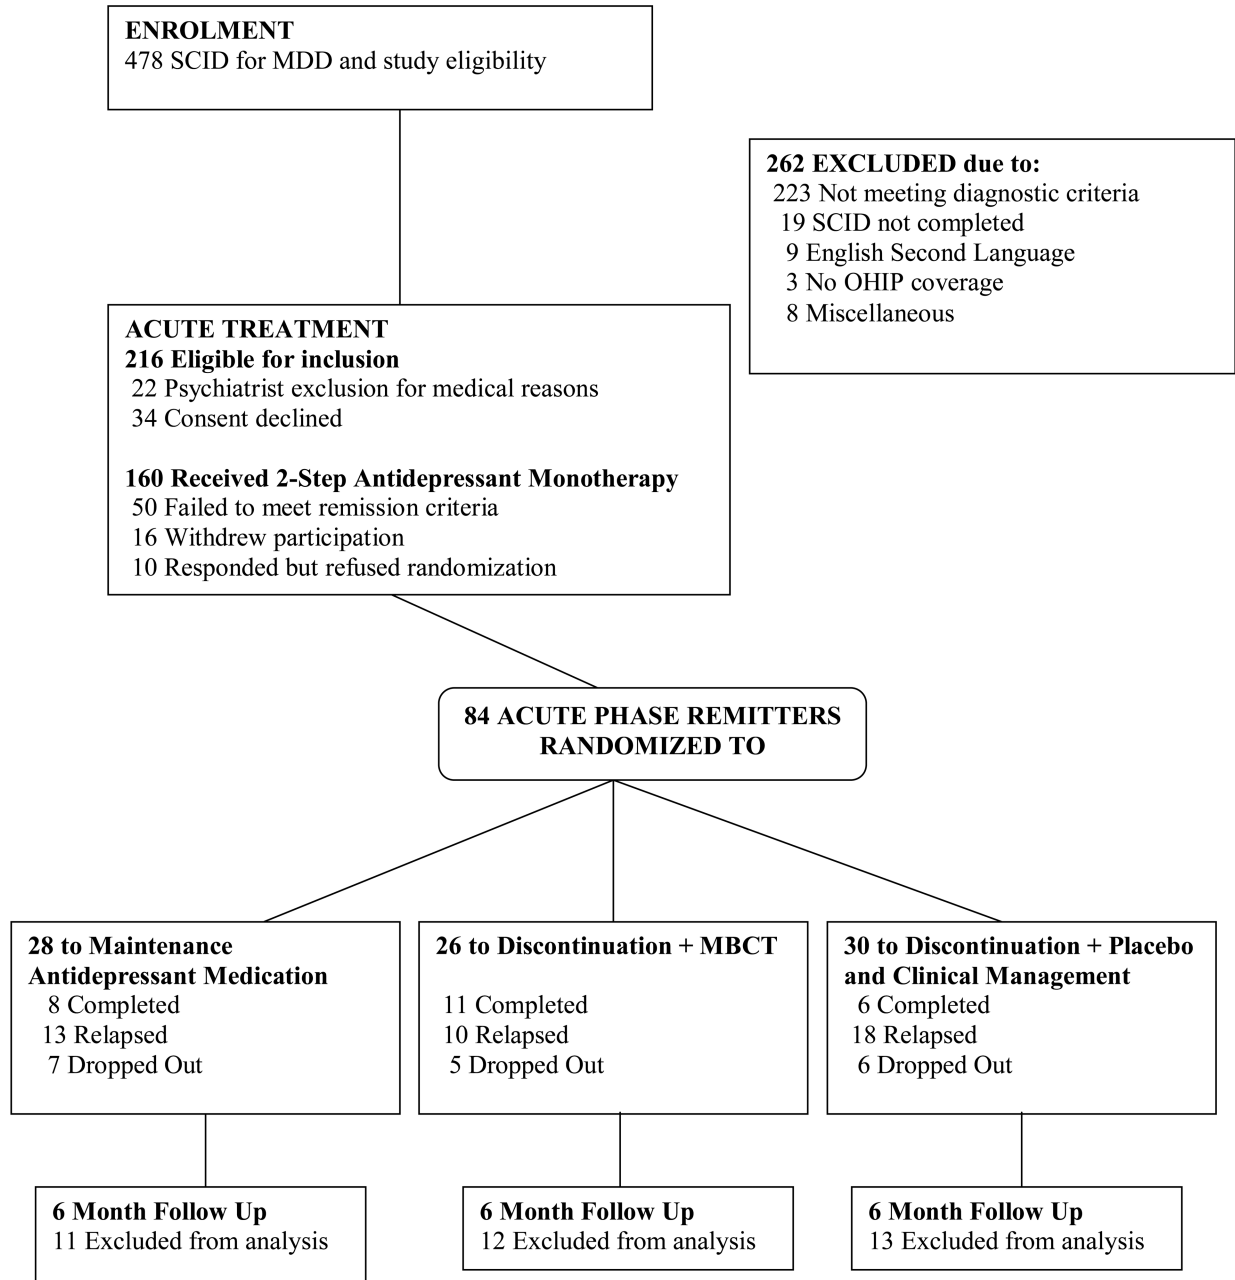 ENROLMENT
478 SCID for MDD and study eligibility
262 EXCLUDED due to:
223 Not meeting diagnostic criteria
19 SCID not completed
9 English Second Language
3 No OHIP coverage
8 Miscellaneous
ACUTE TREATMENT
216 Eligible for inclusion
22 Psychiatrist exclusion for medical reasons
34 Consent declined
160 Received 2-Step Antidepressant Monotherapy
50 Failed to meet remission criteria
16 Withdrew participation
10 Responded but refused randomization
84 ACUTE PHASE REMITTERS
RANDOMIZED TO
28 to Maintenance
Antidepressant Medication
8 Completed
13 Relapsed
7 Dropped Out
26 to Discontinuation + MBCT
11 Completed
10 Relapsed
5 Dropped Out
30 to Discontinuation + Placebo
and Clinical Management
6 Completed
18 Relapsed
6 Dropped Out
6 Month Follow Up
11 Excluded from analysis
6 Month Follow Up
12 Excluded from analysis
6 Month Follow Up
13 Excluded from analysis